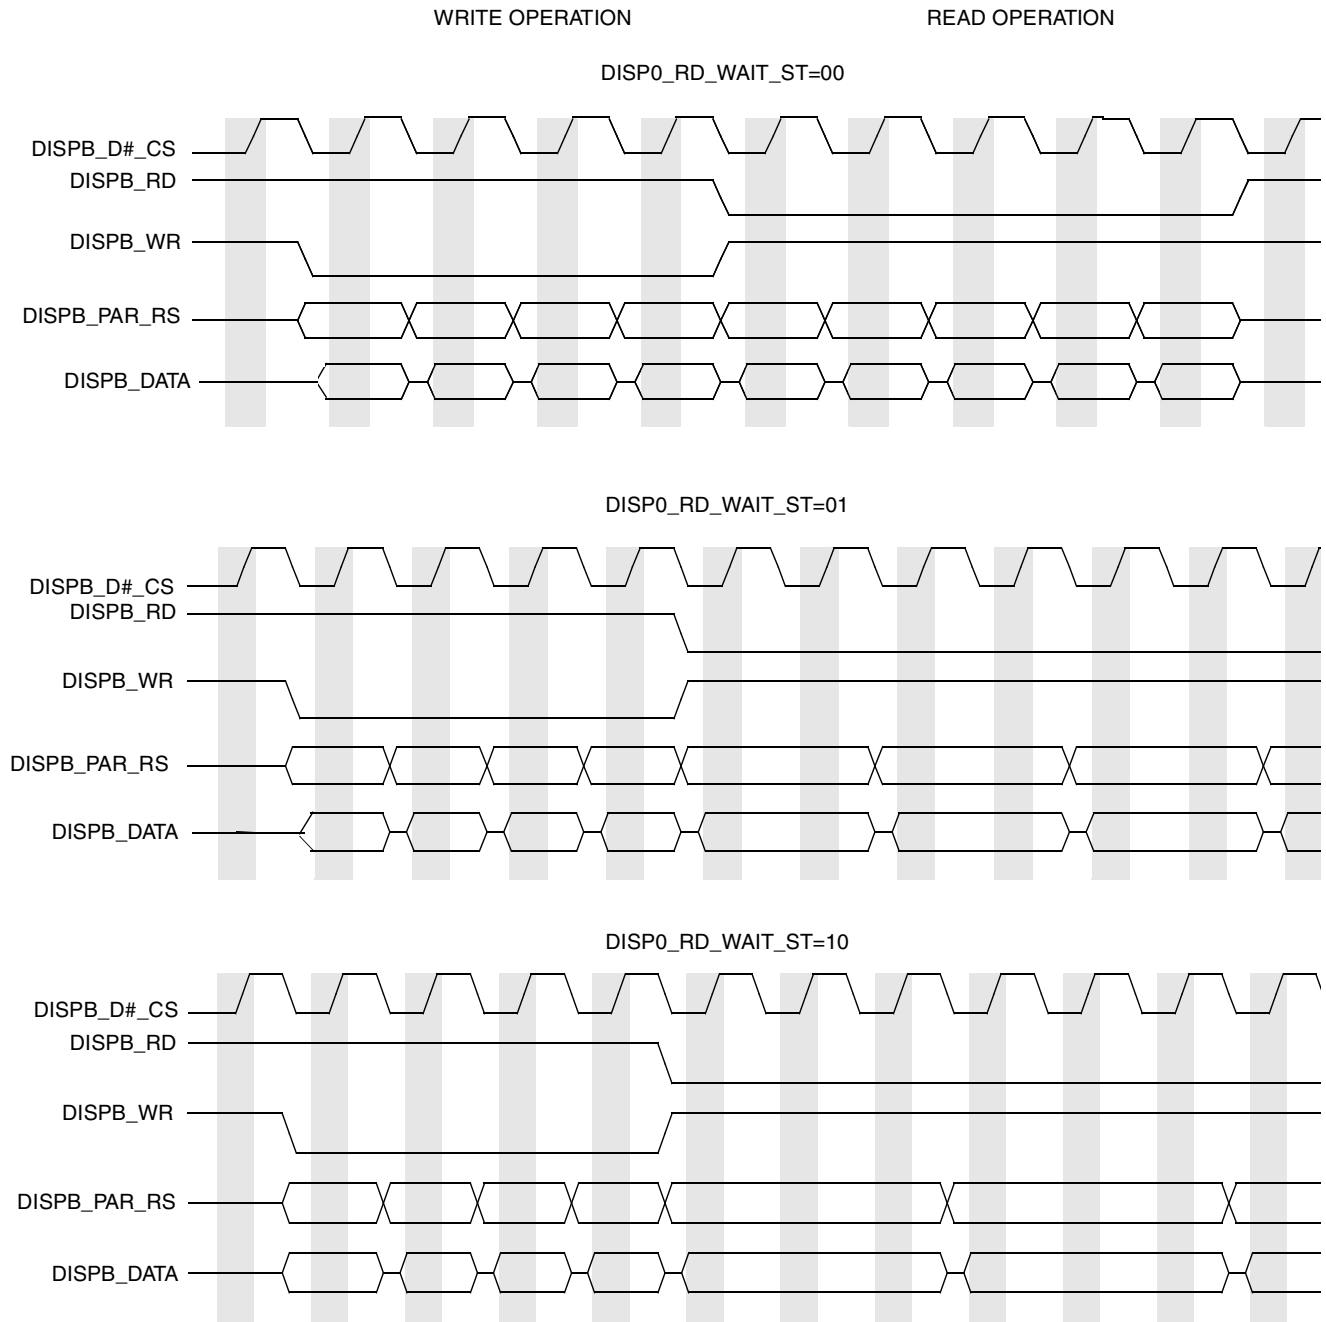 WRITE OPERATION
READ OPERATION
DISP0_RD_WAIT_ST=00
DISPB_D#_CS
DISPB_RD
DISPB_WR
DISPB_PAR_RS
DISPB_DATA
DISP0_RD_WAIT_ST=01
DISPB_D#_CS
DISPB_RD
DISPB_WR
DISPB_PAR_RS
DISPB_DATA
DISP0_RD_WAIT_ST=10
DISPB_D#_CS
DISPB_RD
DISPB_WR
DISPB_PAR_RS
DISPB_DATA